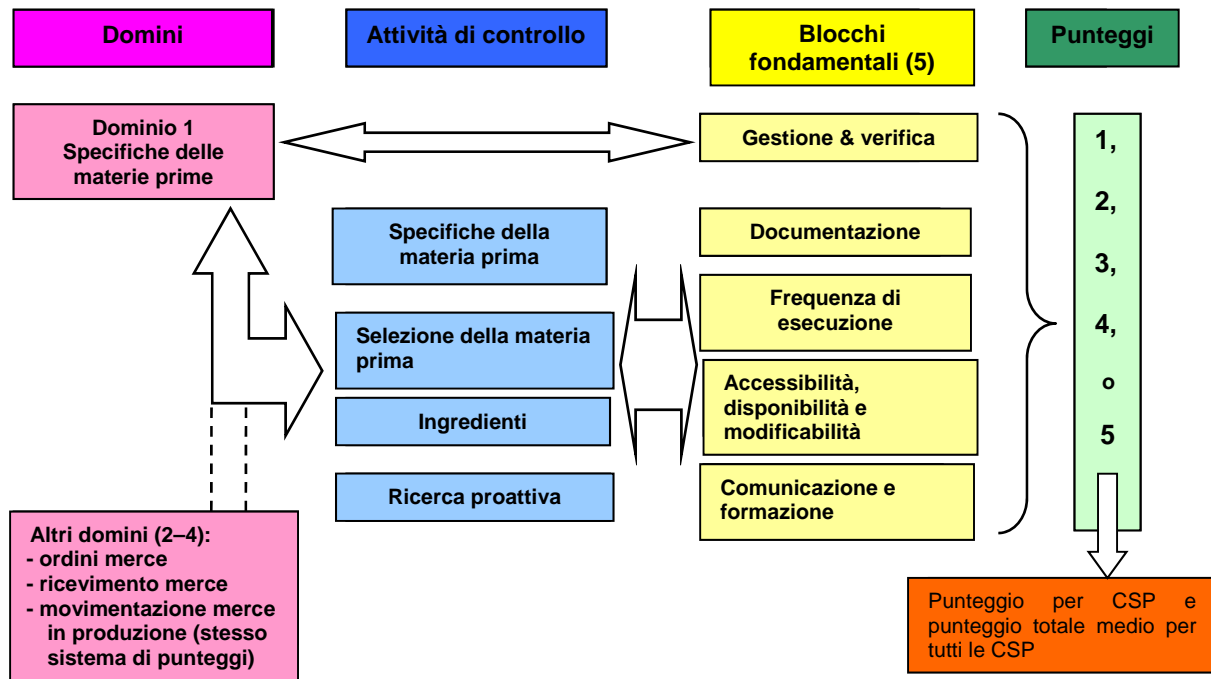 Domini
Attività di controllo
Blocchi
fondamentali (5)
Punteggi
Dominio 1
Specifiche delle
materie prime
Gestione & verifica
Specifiche della
materia prima
Documentazione
Frequenza di
esecuzione
Selezione della materia
prima
Accessibilità,
disponibilità e
modificabilità
Ingredienti
Ricerca proattiva
Comunicazione e
formazione
1,
2,
3,
4,
o
5
Altri domini (2–4):
- ordini merce
- ricevimento merce
- movimentazione merce
in produzione (stesso
sistema di punteggi)
Punteggio per CSP e
punteggio totale medio per
tutti le CSP